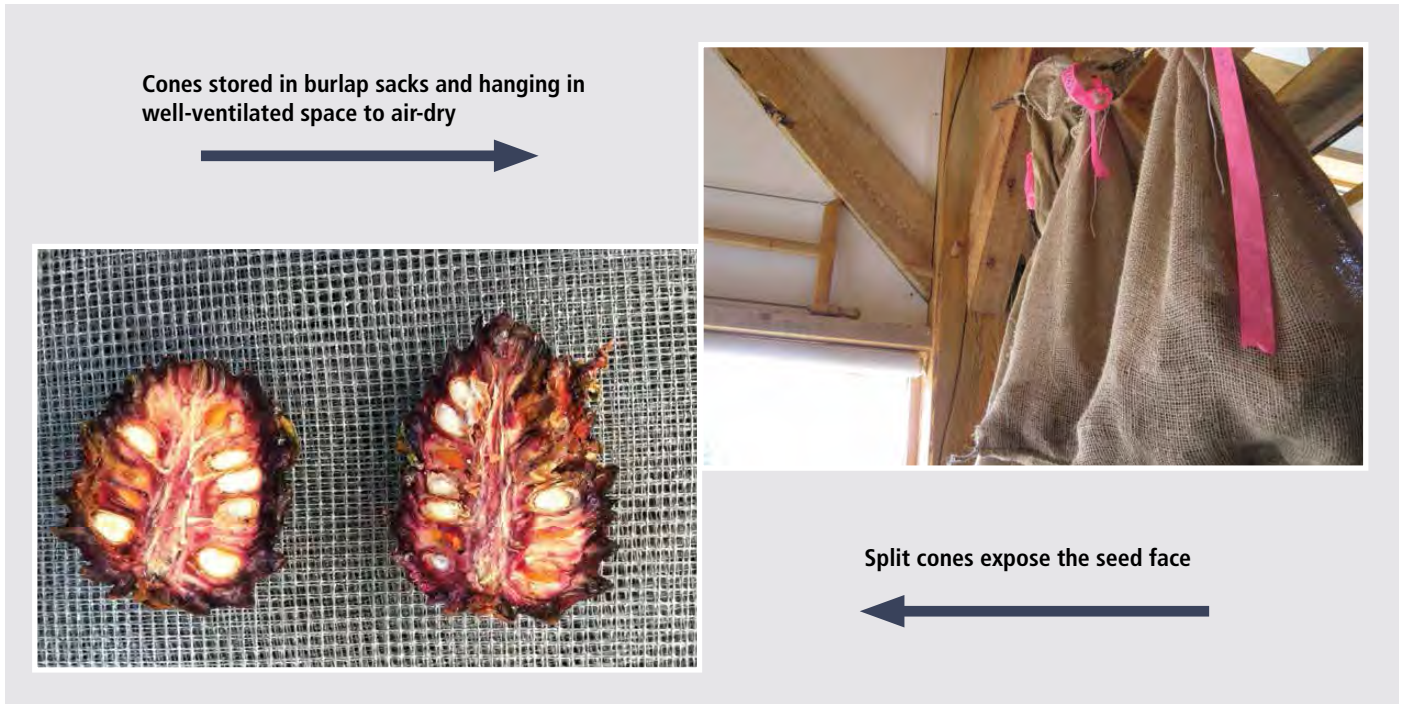 Cones stored in burlap sacks and hanging in
well-ventilated space to air-dry
Split cones expose the seed face